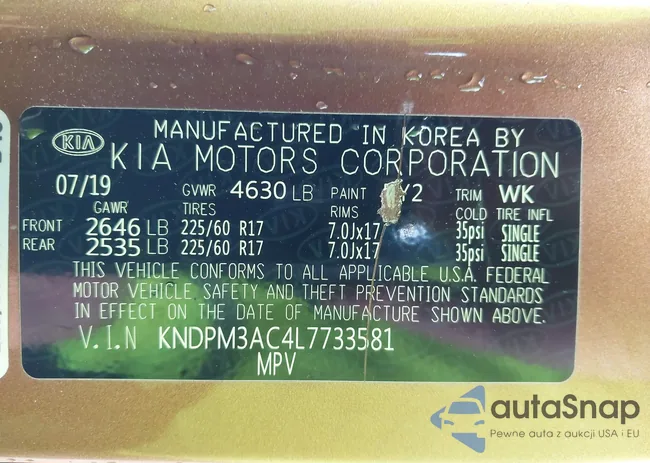 MANUFACTURED IN KOREA BY
KIA KIA MOTORS CORPORATION
07/19 GVWR 4630 LB PAINT Y2 TRIM WK
GAWR TIRES RIMS COLD TIRE INFL
FRONT 2646 LB 225/60 R17 7.0Jx17 35psi SINGLE
REAR 2535 LB 225/60 R17 7.0Jx17 35psi SINGLE
THIS VEHICLE CONFORMS TO ALL APPLICABLE U.S.A. FEDERAL
MOTOR VEHICLE SAFETY AND THEFT PREVENTION STANDARDS
IN EFFECT ON THE DATE OF MANUFACTURE SHOWN ABOVE
V.I.N KNDPM3AC4L7733581
MPV
autaSnap
Pewne auta z aukcji USA i EU